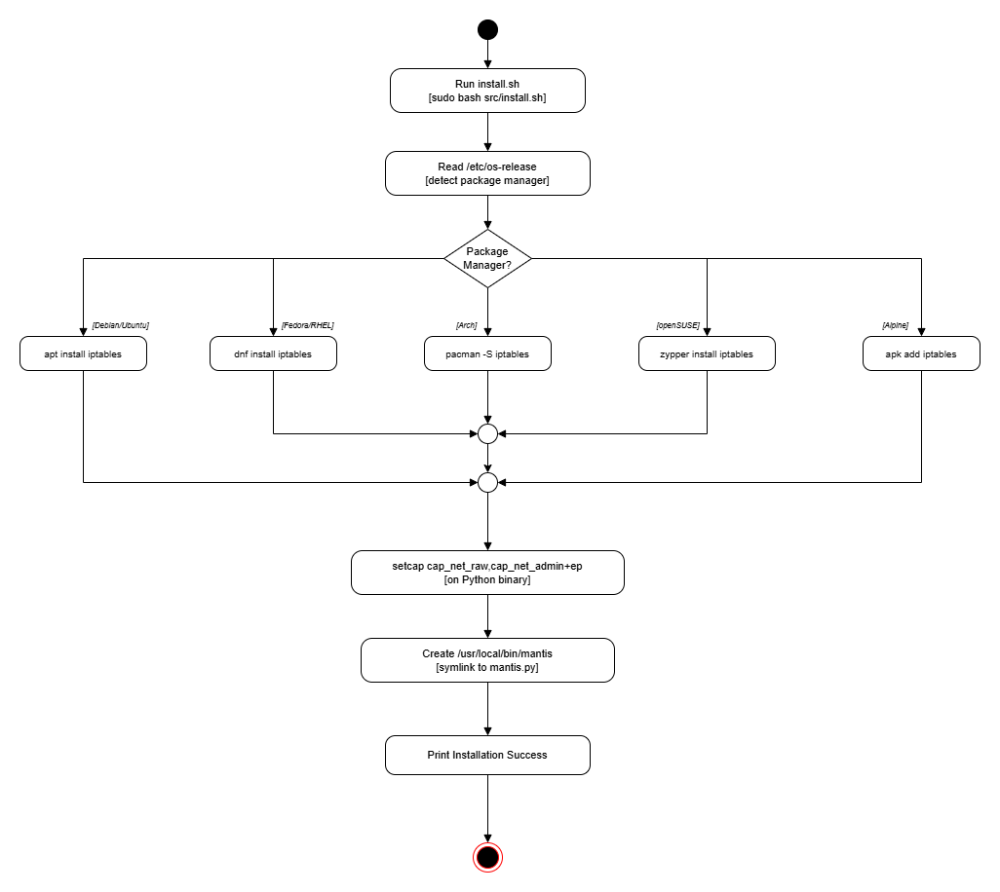 Run install.sh
[sudo bash src/install.sh]
Read /etc/os-release
[detect package manager]
Package
Manager?
[Debian/Ubuntu]
[Fedora/RHEL]
[Arch]
[openSUSE]
[Alpine]
apt install iptables
dnf install iptables
pacman -S iptables
zypper install iptables
apk add iptables
setcap cap_net_raw,cap_net_admin+ep
[on Python binary]
Create /usr/local/bin/mantis
[symlink to mantis.py]
Print Installation Success